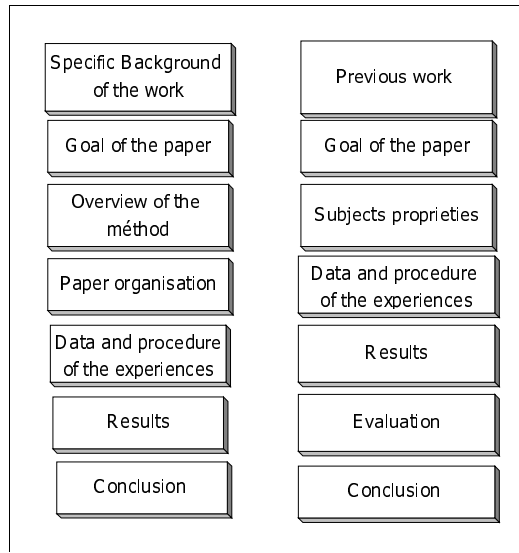 Specific Background
of the work
Goal of the paper
Overview of the
méthod
Paper organisation
Data and procedure
of the experiences
Results
Conclusion
Previous work
Goal of the paper
Subjects proprieties
Data and procedure
of the experiences
Results
Evaluation
Conclusion